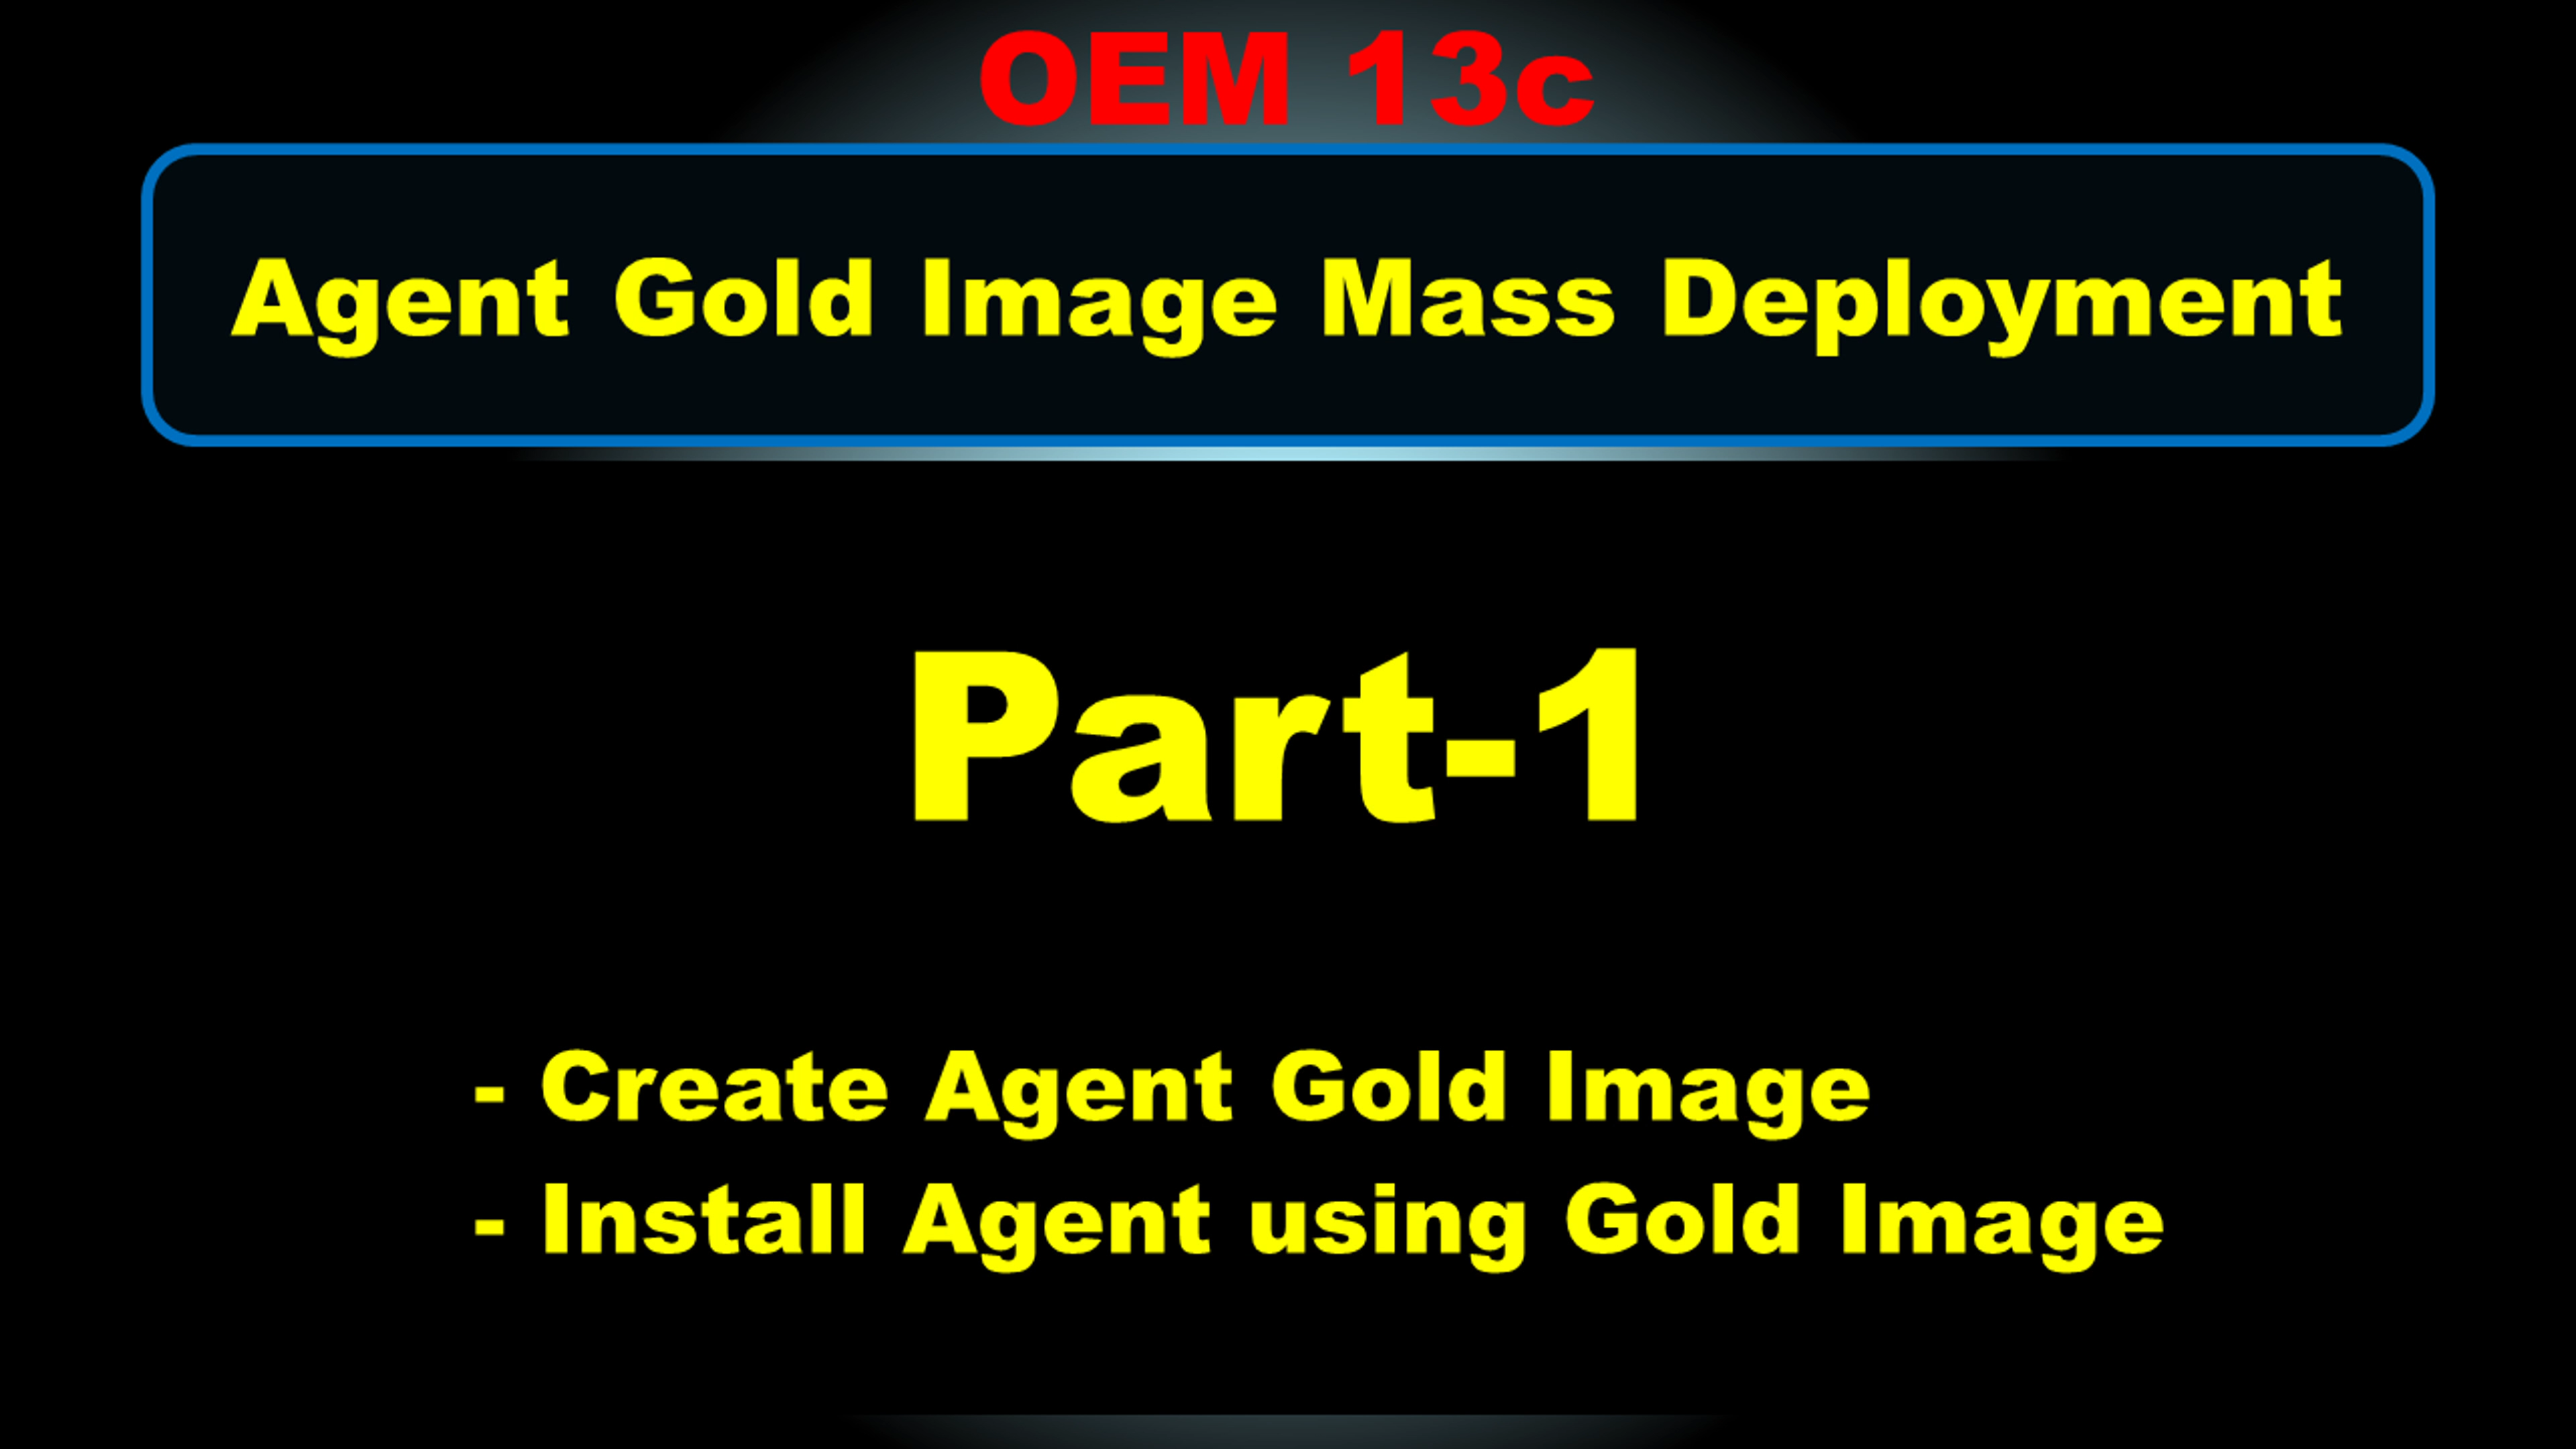 OEM 13c
Agent Gold Image Mass Deployment
Part-1
- Create Agent Gold Image
- Install Agent using Gold Image